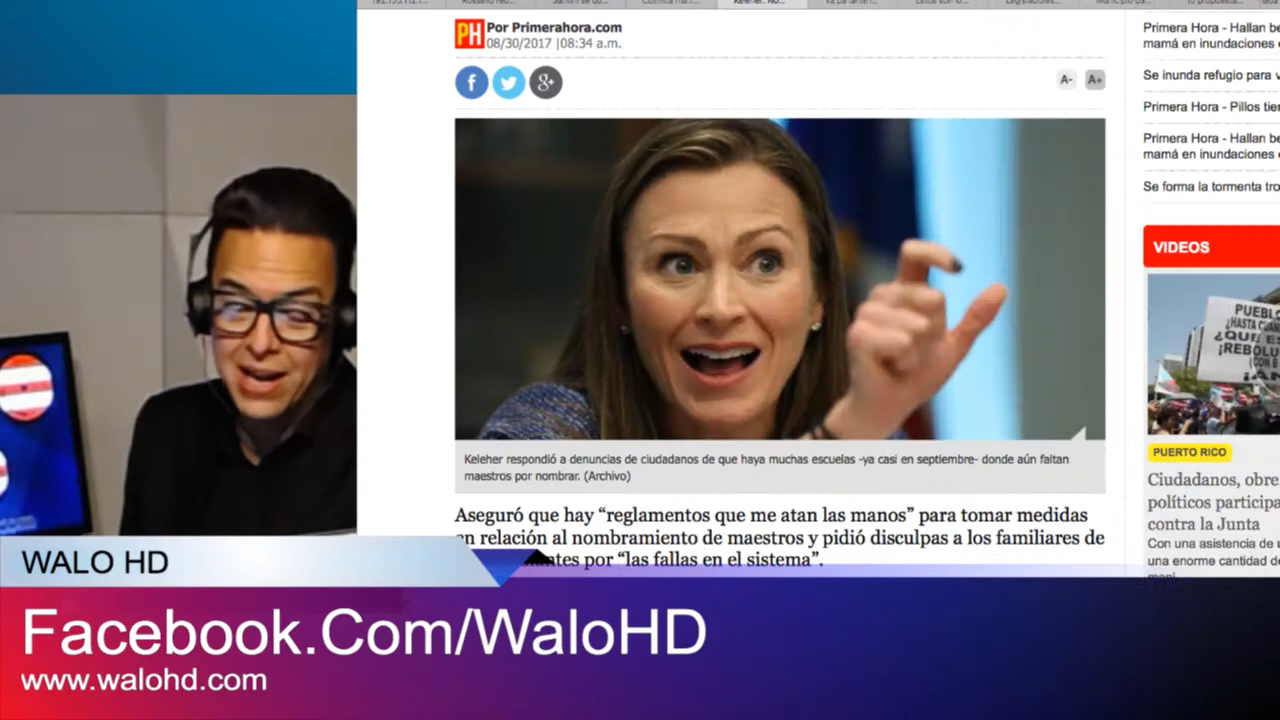 Keleher: No...
PH
Por Primerahora.com
08/30/2017 |08:34 a.m.
f
g+
A-
A+
Keleher respondió a denuncias de ciudadanos de que haya muchas escuelas -ya casi en septiembre- donde aún faltan
maestros por nombrar. (Archivo)
Aseguró que hay “reglamentos que me atan las manos” para tomar medidas
en relación al nombramiento de maestros y pidió disculpas a los familiares de
por “las fallas en el sistema”.
Primera Hora - Hallan
mamá en inundaciones
Se inunda refugio para
Primera Hora - Pillos
Primera Hora - Hallan
mamá en inundaciones
Se forma la tormenta
VIDEOS
PUERTO RICO
Ciudadanos,
políticos
contra la Junta
Con una asistencia de
una enorme cantidad
WALO HD
Facebook.Com/WaloHD
www.walohd.com